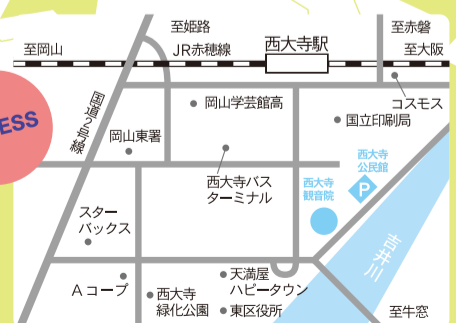 至姫路
至赤磐
至岡山
JR赤穂線
西大寺駅
至大阪
コスモス
ESS
国道2号線
岡山学芸館高
国立印刷局
岡山東署
西大寺
公民館
P
西大寺バス
ターミナル
西大寺
観音院
スター
バックス
吉井川
天満屋
ハピータウン
Aコープ
西大寺
緑化公園
東区役所
至牛窓